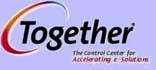 Together
The Control Center for
Accelerating e-Solutions